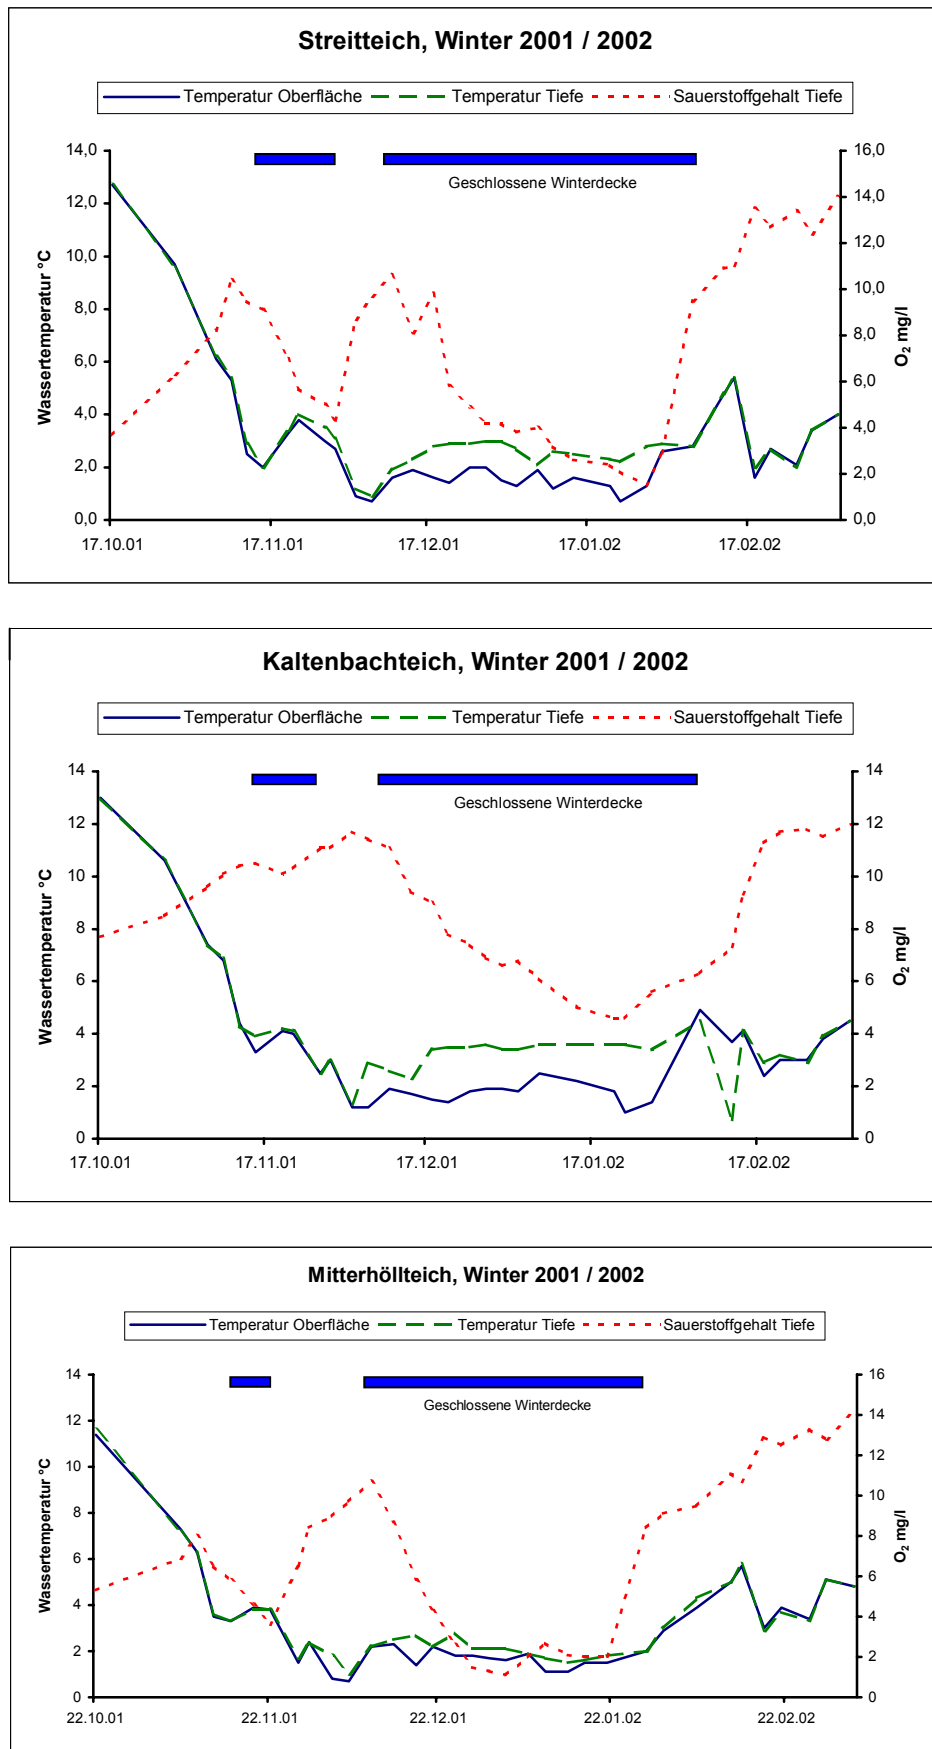 Streitteich, Winter 2001 / 2002
Temperatur Oberfläche Temperatur Tiefe Sauerstoffgehalt Tiefe
Geschlossene Winterdecke
Wassertemperatur °C
14,0
12,0
10,0
8,0
6,0
4,0
2,0
0,0
16,0
14,0
12,0
10,0
8,0
6,0
4,0
2,0
0,0
O₂ mg/l
17.10.01 17.11.01 17.12.01 17.01.02 17.02.02
Kaltenbachteich, Winter 2001 / 2002
Temperatur Oberfläche Temperatur Tiefe Sauerstoffgehalt Tiefe
Geschlossene Winterdecke
Wassertemperatur °C
14
12
10
8
6
4
2
0
14
12
10
8
6
4
2
0
O₂ mg/l
17.10.01 17.11.01 17.12.01 17.01.02 17.02.02
Mitterhöllteich, Winter 2001 / 2002
Temperatur Oberfläche Temperatur Tiefe Sauerstoffgehalt Tiefe
Geschlossene Winterdecke
Wassertemperatur °C
14
12
10
8
6
4
2
0
16
14
12
10
8
6
4
2
0
O₂ mg/l
22.10.01 22.11.01 22.12.01 22.01.02 22.02.02